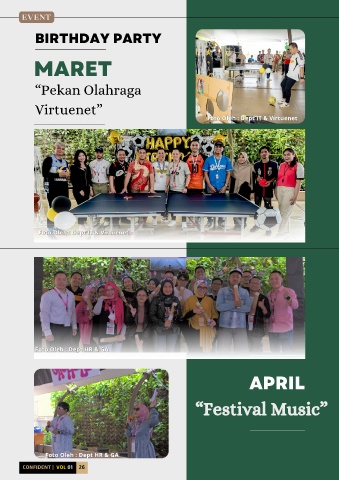 EVENT
BIRTHDAY PARTY
MARET
“Pekan Olahraga
Virtuenet”
Foto Oleh : Dept IT & Virtuenet
HAPPY
Foto Oleh : Dept IT & Virtuenet
Foto Oleh : Dept HR & GA
APRIL
“Festival Music”
Foto Oleh : Dept HR & GA
CONFIDENT | VOL 01 26